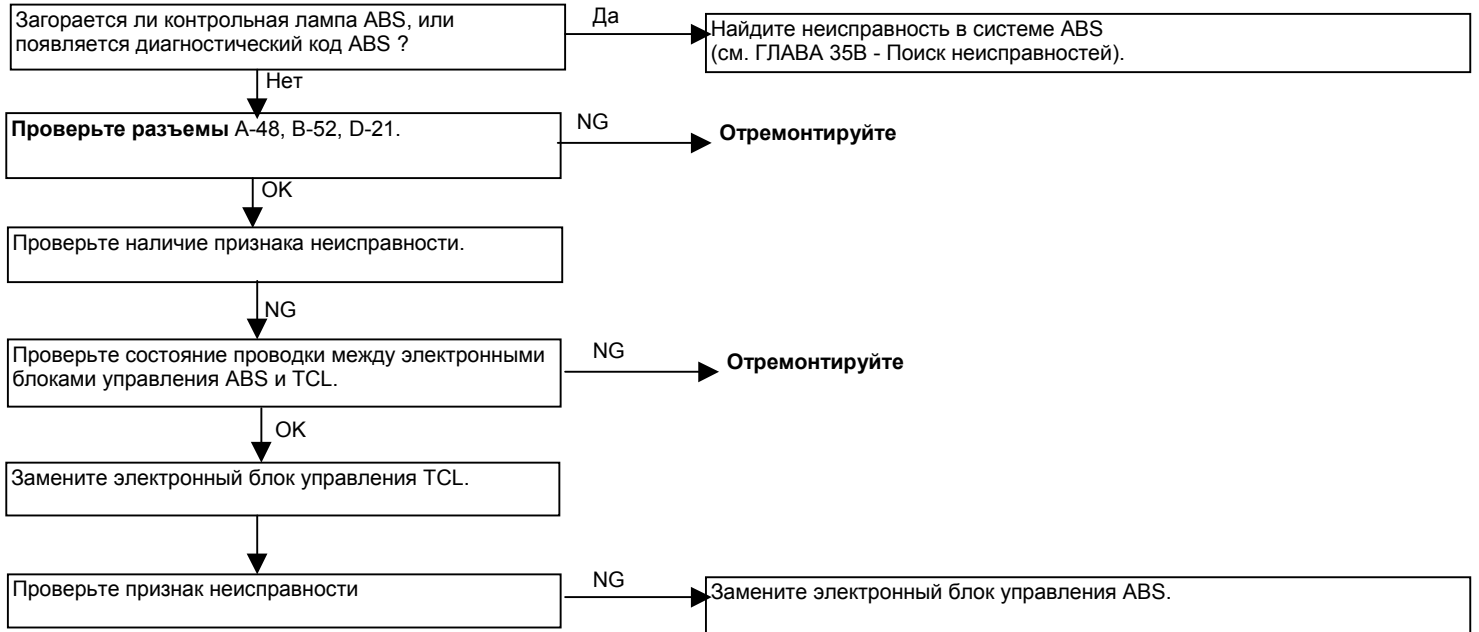 Загорается ли контрольная лампа ABS, или
появляется диагностический код ABS ?
Да
Найдите неисправность в системе ABS
(см. ГЛАВА 35B - Поиск неисправностей).
Нет
Проверьте разъемы A-48, B-52, D-21.
NG
Отремонтируйте
OK
Проверьте наличие признака неисправности.
NG
Проверьте состояние проводки между электронными
блоками управления ABS и TCL.
NG
Отремонтируйте
OK
Замените электронный блок управления TCL.
Проверьте признак неисправности
NG
Замените электронный блок управления ABS.